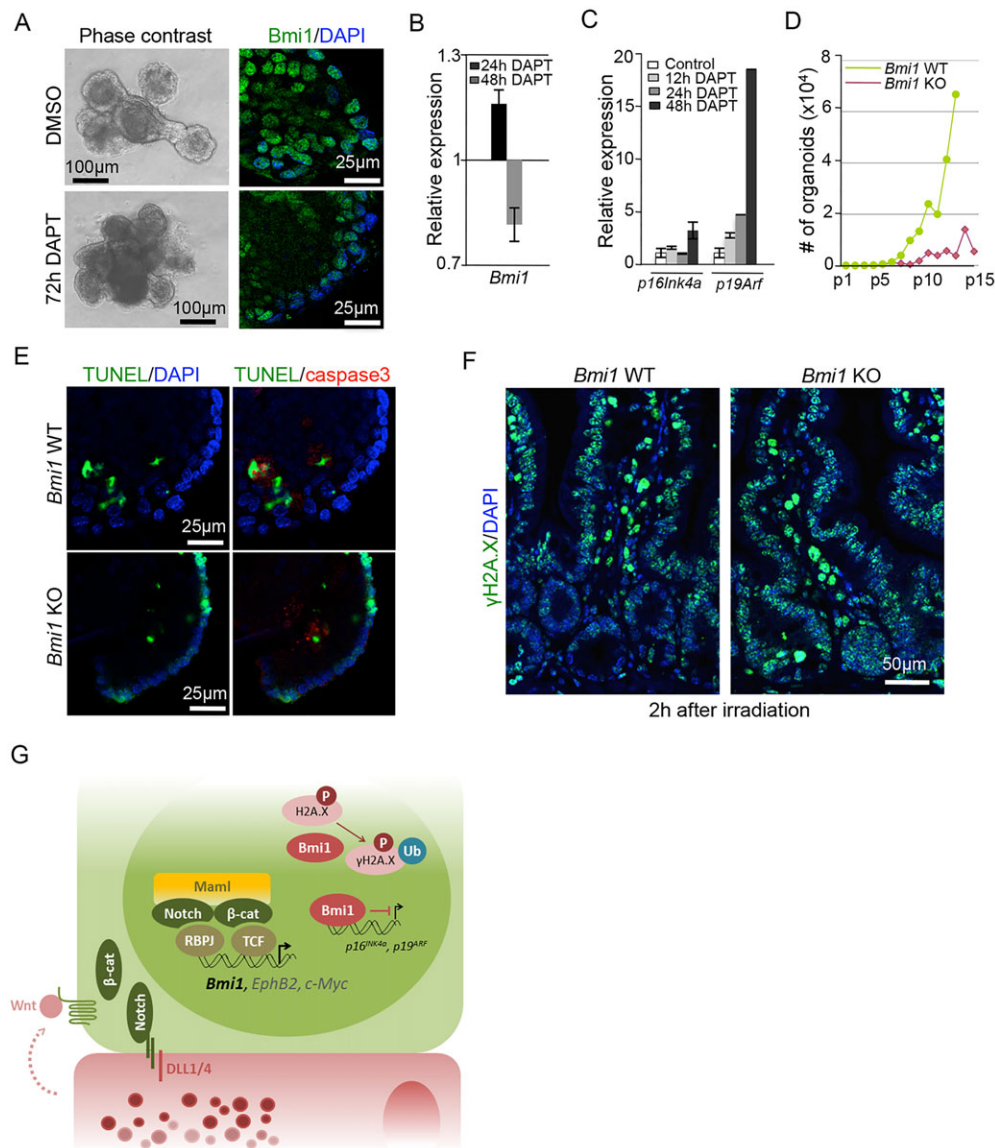 A
Phase contrast
Bmi1/DAPI
DMSO
100µm
25µm
72h DAPT
100µm
25µm
B
Relative expression
1.3
1
0.7
24h DAPT
48h DAPT
Bmi1
C
Relative expression
20
15
10
5
0
Control
12h DAPT
24h DAPT
48h DAPT
p16Ink4a
p19Arf
D
# of organoids (x10⁴)
8
6
4
2
0
Bmi1 WT
Bmi1 KO
p1
p5
p10
p15
E
TUNEL/DAPI
TUNEL/caspase3
Bmi1 WT
25µm
25µm
Bmi1 KO
25µm
25µm
F
Bmi1 WT
Bmi1 KO
γH2A.X/DAPI
50µm
2h after irradiation
G
P
H2A.X
Bmi1
P
Ub
γH2A.X
Maml
Notch
β-cat
RBPJ
TCF
Bmi1
p16ᴵᴺᴷ⁴ᵃ, p19ᴬᴿᶠ
Bmi1, EphB2, c-Myc
β-cat
Wnt
Notch
DLL1/4